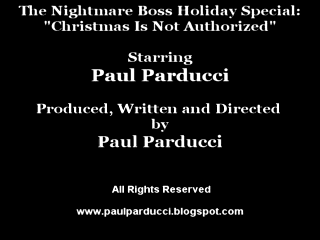 The Nightmare Boss Holiday Special:
"Christmas Is Not Authorized"
Starring
Paul Parducci
Produced, Written and Directed
by
Paul Parducci
All Rights Reserved
www.paulparducci.blogspot.com